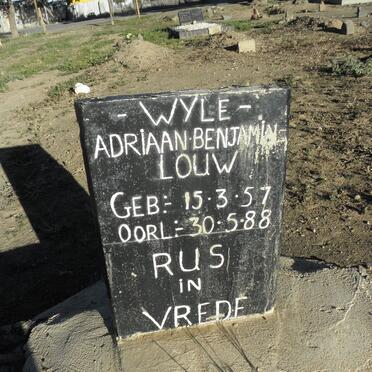 - WYLE -
ADRIAAN·BENJAMIN-
LOUW
GEB:- 15·3·57
OORL:- 30·5·88
RUS
IN
VREDE